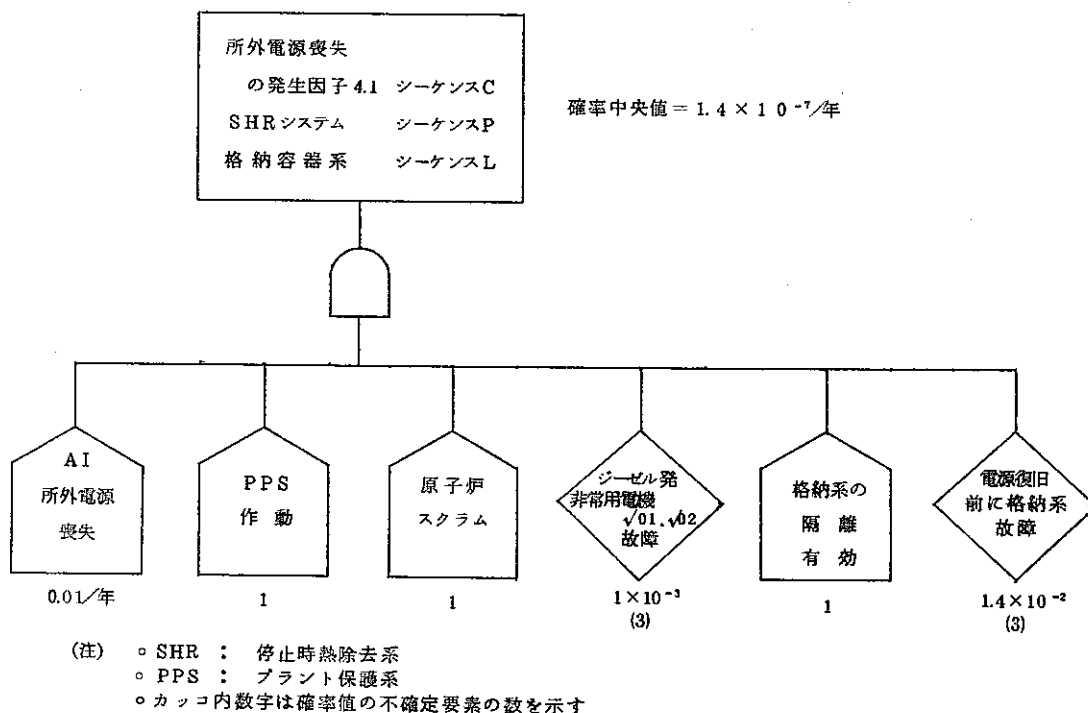 所外電源喪失
の発生因子4.1 シーケンスC
SHRシステム シーケンスP
格納容器系 シーケンスL
確率中央値 = 1.4 × 10⁻⁷/年
AI
所外電源
喪失
0.01/年
PPS
作動
1
原子炉
スクラム
1
ジーゼル発
非常用電機
√01、√02
故障
1×10⁻³
(3)
格納系の
隔離
有効
1
電源復旧
前に格納系
故障
1.4×10⁻²
(3)
(注) ○ SHR : 停止時熱除去系
○ PPS : プラント保護系
○ カッコ内数字は確率値の不確定要素の数を示す